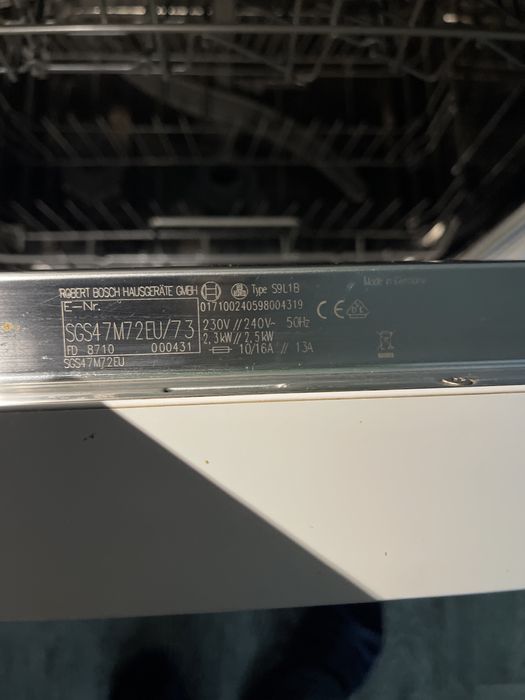 ROBERT BOSCH HAUSGERÄTE GMBH Type S9L1B
Made in Germany
E-Nr. 017100240598004319
SGS47M72EU/73 230V//240V~ 50Hz
2,3kW// 2,5kW
FD 8710 000431 10/16A // 13A
SGS47M72EU
CE